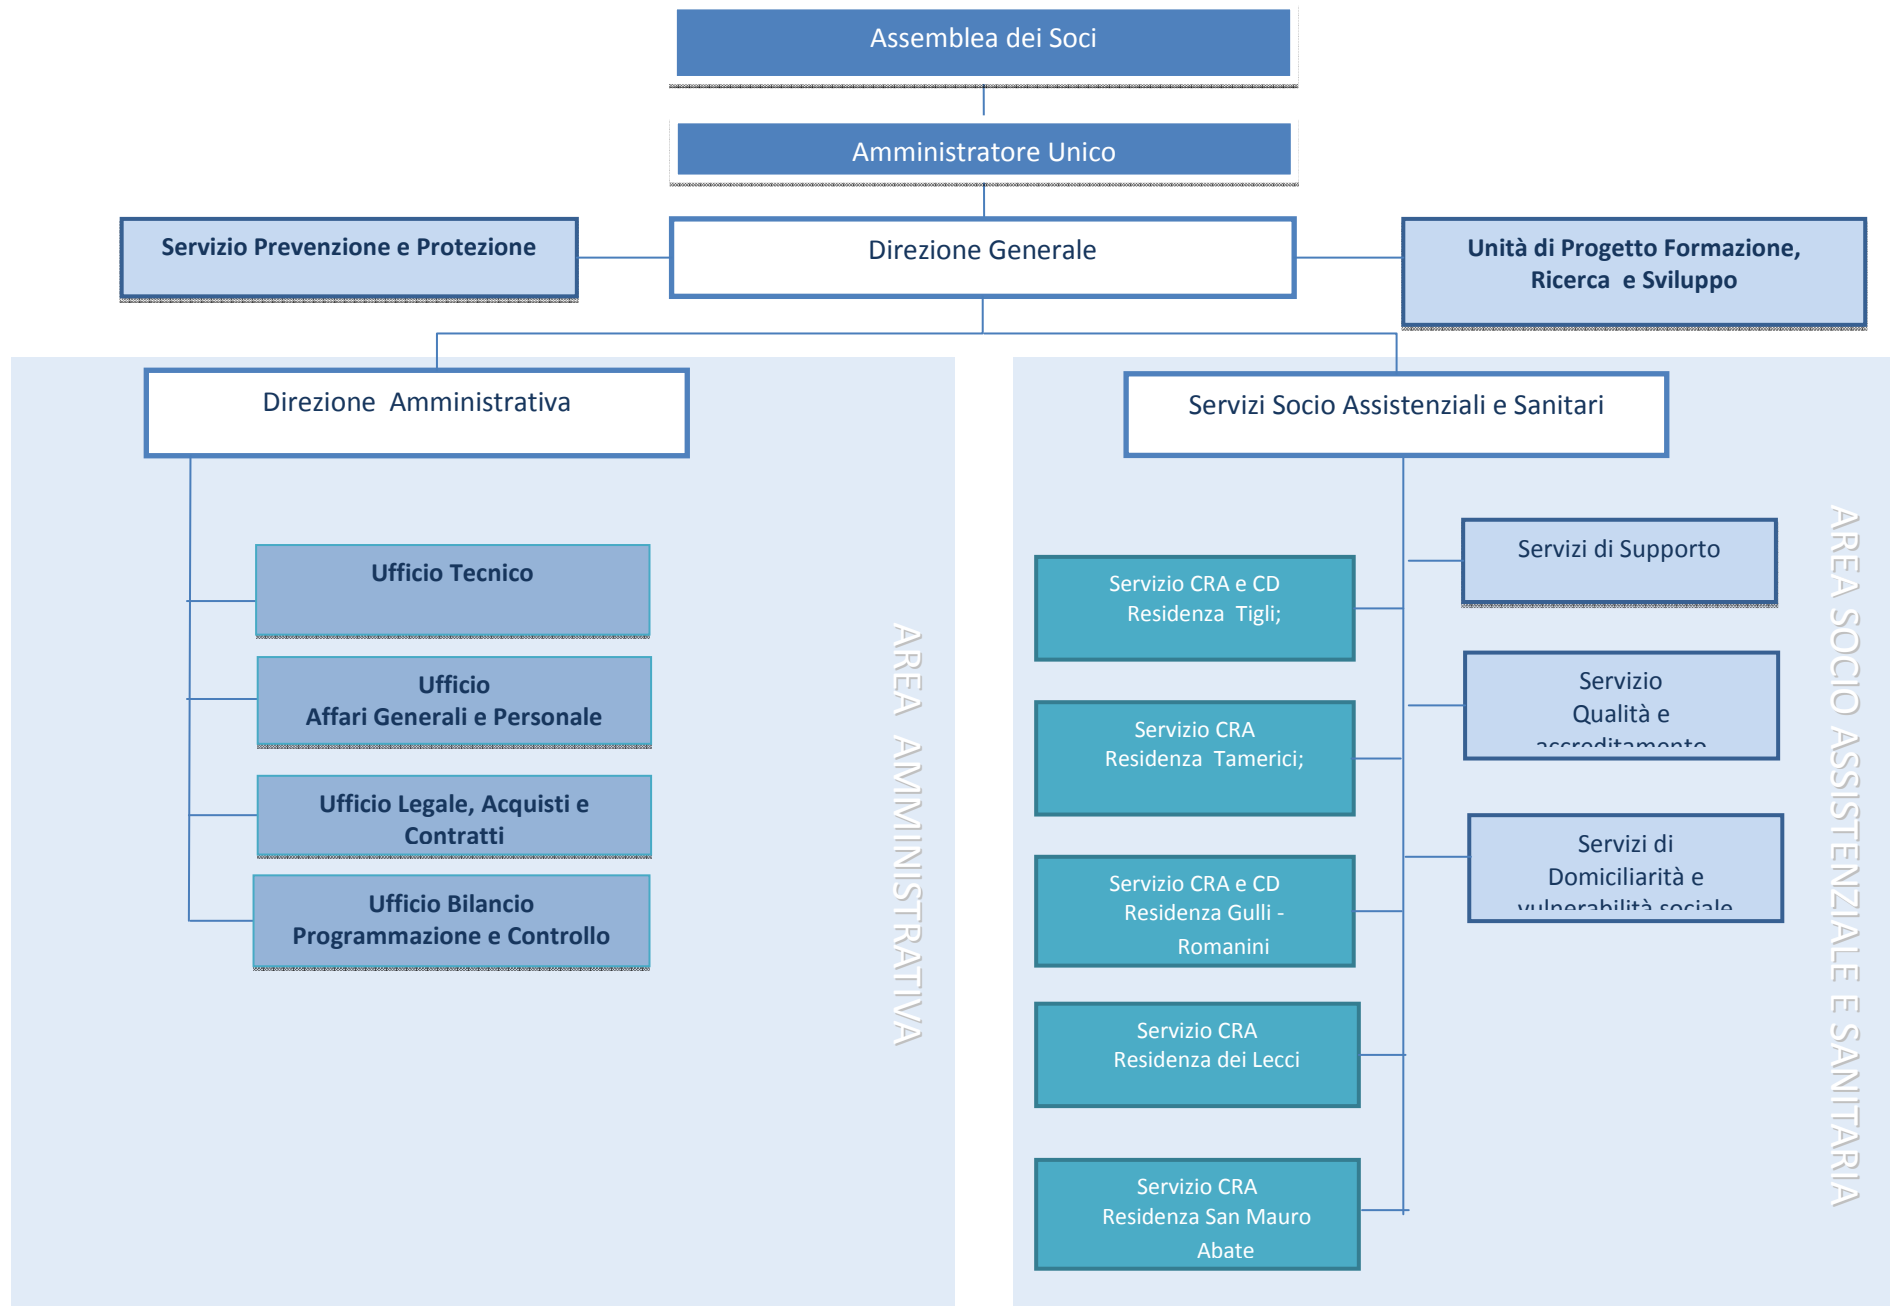 Assemblea dei Soci
Amministratore Unico
Servizio Prevenzione e Protezione
Direzione Generale
Unità di Progetto Formazione,
Ricerca e Sviluppo
Direzione Amministrativa
Ufficio Tecnico
Ufficio
Affari Generali e Personale
Ufficio Legale, Acquisti e
Contratti
Ufficio Bilancio
Programmazione e Controllo
AREA AMMINISTRATIVA
Servizi Socio Assistenziali e Sanitari
Servizio CRA e CD
Residenza Tigli;
Servizio CRA
Residenza Tamerici;
Servizio CRA e CD
Residenza Gulli -
Romanini
Servizio CRA
Residenza dei Lecci
Servizio CRA
Residenza San Mauro
Abate
Servizi di Supporto
Servizio
Qualità e
accreditamento
Servizi di
Domiciliarità e
vulnerabilità sociale
AREA SOCIO ASSISTENZIALE E SANITARIA